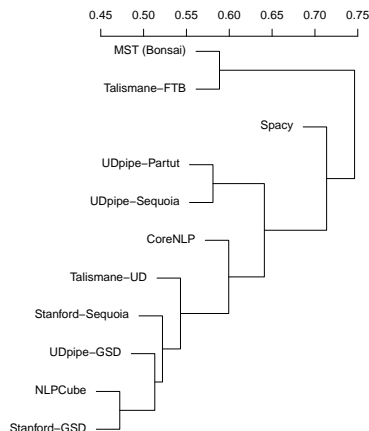 0.45 0.50 0.55 0.60 0.65 0.70 0.75
MST (Bonsai)
Talismane−FTB
Spacy
UDpipe−Partut
UDpipe−Sequoia
CoreNLP
Talismane−UD
Stanford−Sequoia
UDpipe−GSD
NLPCube
Stanford−GSD